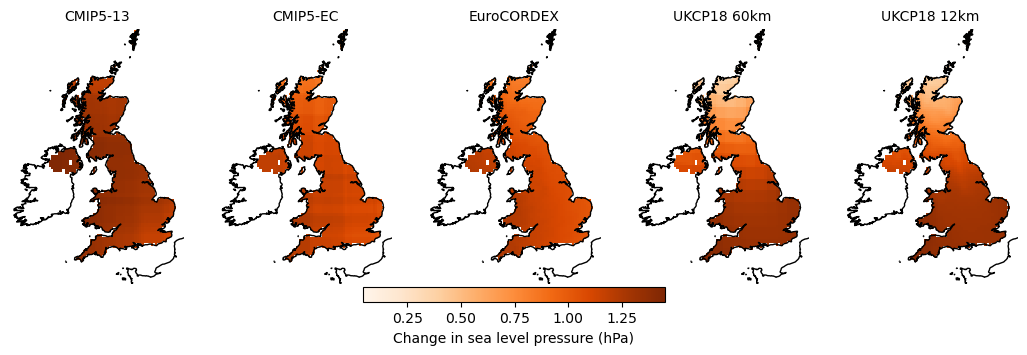 CMIP5-13 CMIP5-EC EuroCORDEX UKCP18 60km UKCP18 12km
0.25 0.50 0.75 1.00 1.25
Change in sea level pressure (hPa)